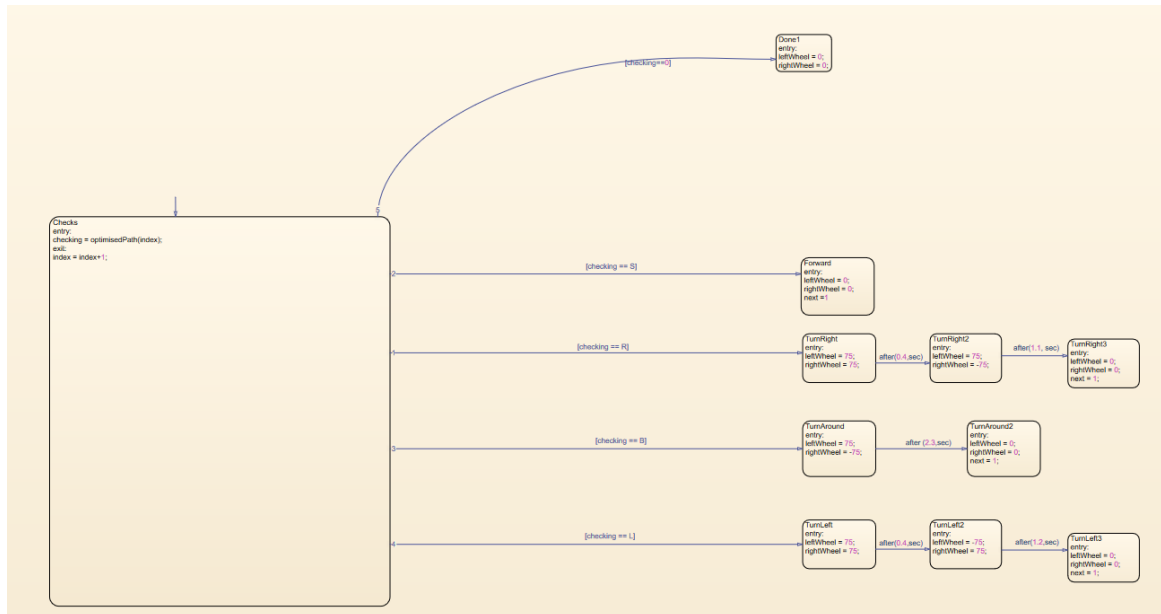 Done1
entry:
leftWheel = 0;
rightWheel = 0;
[checking==0]
5
Checks
entry:
checking = optimisedPath(index);
exit:
index = index+1;
2
[checking == S]
Forward
entry:
leftWheel = 0;
rightWheel = 0;
next =1
1
[checking == R]
TurnRight
entry:
leftWheel = 75;
rightWheel = 75;
after(0.4,sec)
TurnRight2
entry:
leftWheel = 75;
rightWheel = -75;
after(1.1, sec)
TurnRight3
entry:
leftWheel = 0;
rightWheel = 0;
next = 1;
3
[checking == B]
TurnAround
entry:
leftWheel = 75;
rightWheel = -75;
after (2.3,sec)
TurnAround2
entry:
leftWheel = 0;
rightWheel = 0;
next = 1;
4
[checking == L]
TurnLeft
entry:
leftWheel = 75;
rightWheel = 75;
after(0.4,sec)
TurnLeft2
entry:
leftWheel = -75;
rightWheel = 75;
after(1.2,sec)
TurnLeft3
entry:
leftWheel = 0;
rightWheel = 0;
next = 1;